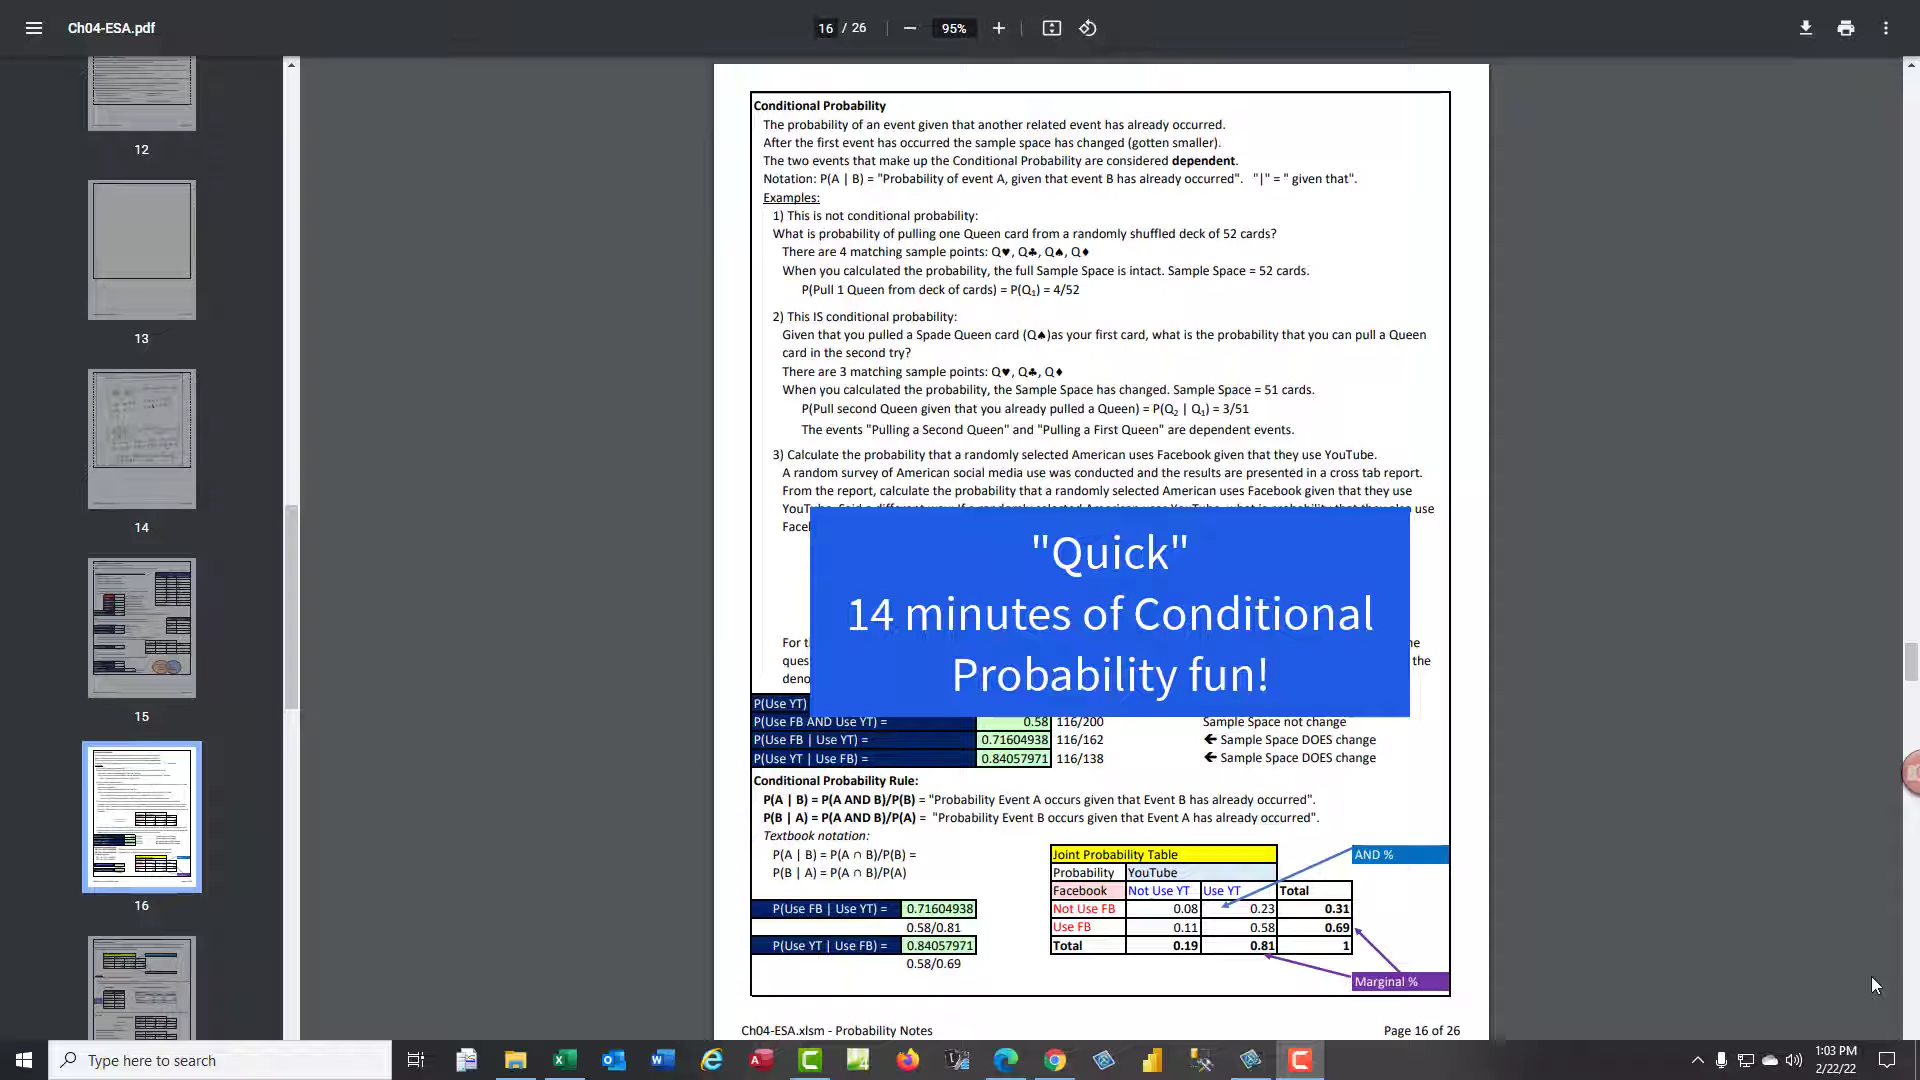 Ch04-ESA.pdf
16 / 26
95%
12
13
14
15
16
Conditional Probability
The probability of an event given that another related event has already occurred.
After the first event has occurred the sample space has changed (gotten smaller).
The two events that make up the Conditional Probability are considered dependent.
Notation: P(A | B) = "Probability of event A, given that event B has already occurred".   "|" = " given that".
Examples:
1) This is not conditional probability:
What is probability of pulling one Queen card from a randomly shuffled deck of 52 cards?
There are 4 matching sample points: Q♥, Q♣, Q♠, Q♦
When you calculated the probability, the full Sample Space is intact. Sample Space = 52 cards.
P(Pull 1 Queen from deck of cards) = P(Q₁) = 4/52
2) This IS conditional probability:
Given that you pulled a Spade Queen card (Q♠)as your first card, what is the probability that you can pull a Queen
card in the second try?
There are 3 matching sample points: Q♥, Q♣, Q♦
When you calculated the probability, the Sample Space has changed. Sample Space = 51 cards.
P(Pull second Queen given that you already pulled a Queen) = P(Q₂ | Q₁) = 3/51
The events "Pulling a Second Queen" and "Pulling a First Queen" are dependent events.
3) Calculate the probability that a randomly selected American uses Facebook given that they use YouTube.
A random survey of American social media use was conducted and the results are presented in a cross tab report.
From the report, calculate the probability that a randomly selected American uses Facebook given that they use
use
"Quick"
14 minutes of Conditional
Probability fun!
P(Use YT)
P(Use FB AND Use YT) = 0.58 116/200 Sample Space not change
P(Use FB | Use YT) = 0.71604938 116/162 🡰 Sample Space DOES change
P(Use YT | Use FB) = 0.84057971 116/138 🡰 Sample Space DOES change
Conditional Probability Rule:
P(A | B) = P(A AND B)/P(B) = "Probability Event A occurs given that Event B has already occurred".
P(B | A) = P(A AND B)/P(A) =  "Probability Event B occurs given that Event A has already occurred".
Textbook notation:
P(A | B) = P(A ∩ B)/P(B) =
P(B | A) = P(A ∩ B)/P(A)
P(Use FB | Use YT) = 0.71604938
0.58/0.81
P(Use YT | Use FB) = 0.84057971
0.58/0.69
Joint Probability Table
Probability YouTube
Facebook Not Use YT Use YT Total
Not Use FB 0.08 0.23 0.31
Use FB 0.11 0.58 0.69
Total 0.19 0.81 1
AND %
Marginal %
Ch04-ESA.xlsm - Probability Notes
Page 16 of 26
Type here to search
1:03 PM
2/22/22